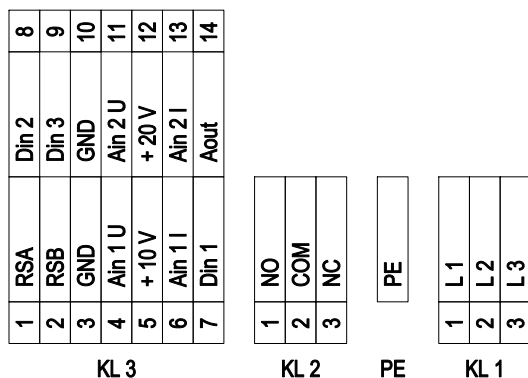 8 9 10 11 12 13 14
Din 2 Din 3 GND Ain 2 U + 20 V Ain 2 I Aout
RSA RSB GND Ain 1 U + 10 V Ain 1 I Din 1
1 2 3 4 5 6 7
KL 3
NO COM NC
1 2 3
KL 2
PE
PE
L 1 L 2 L 3
1 2 3
KL 1